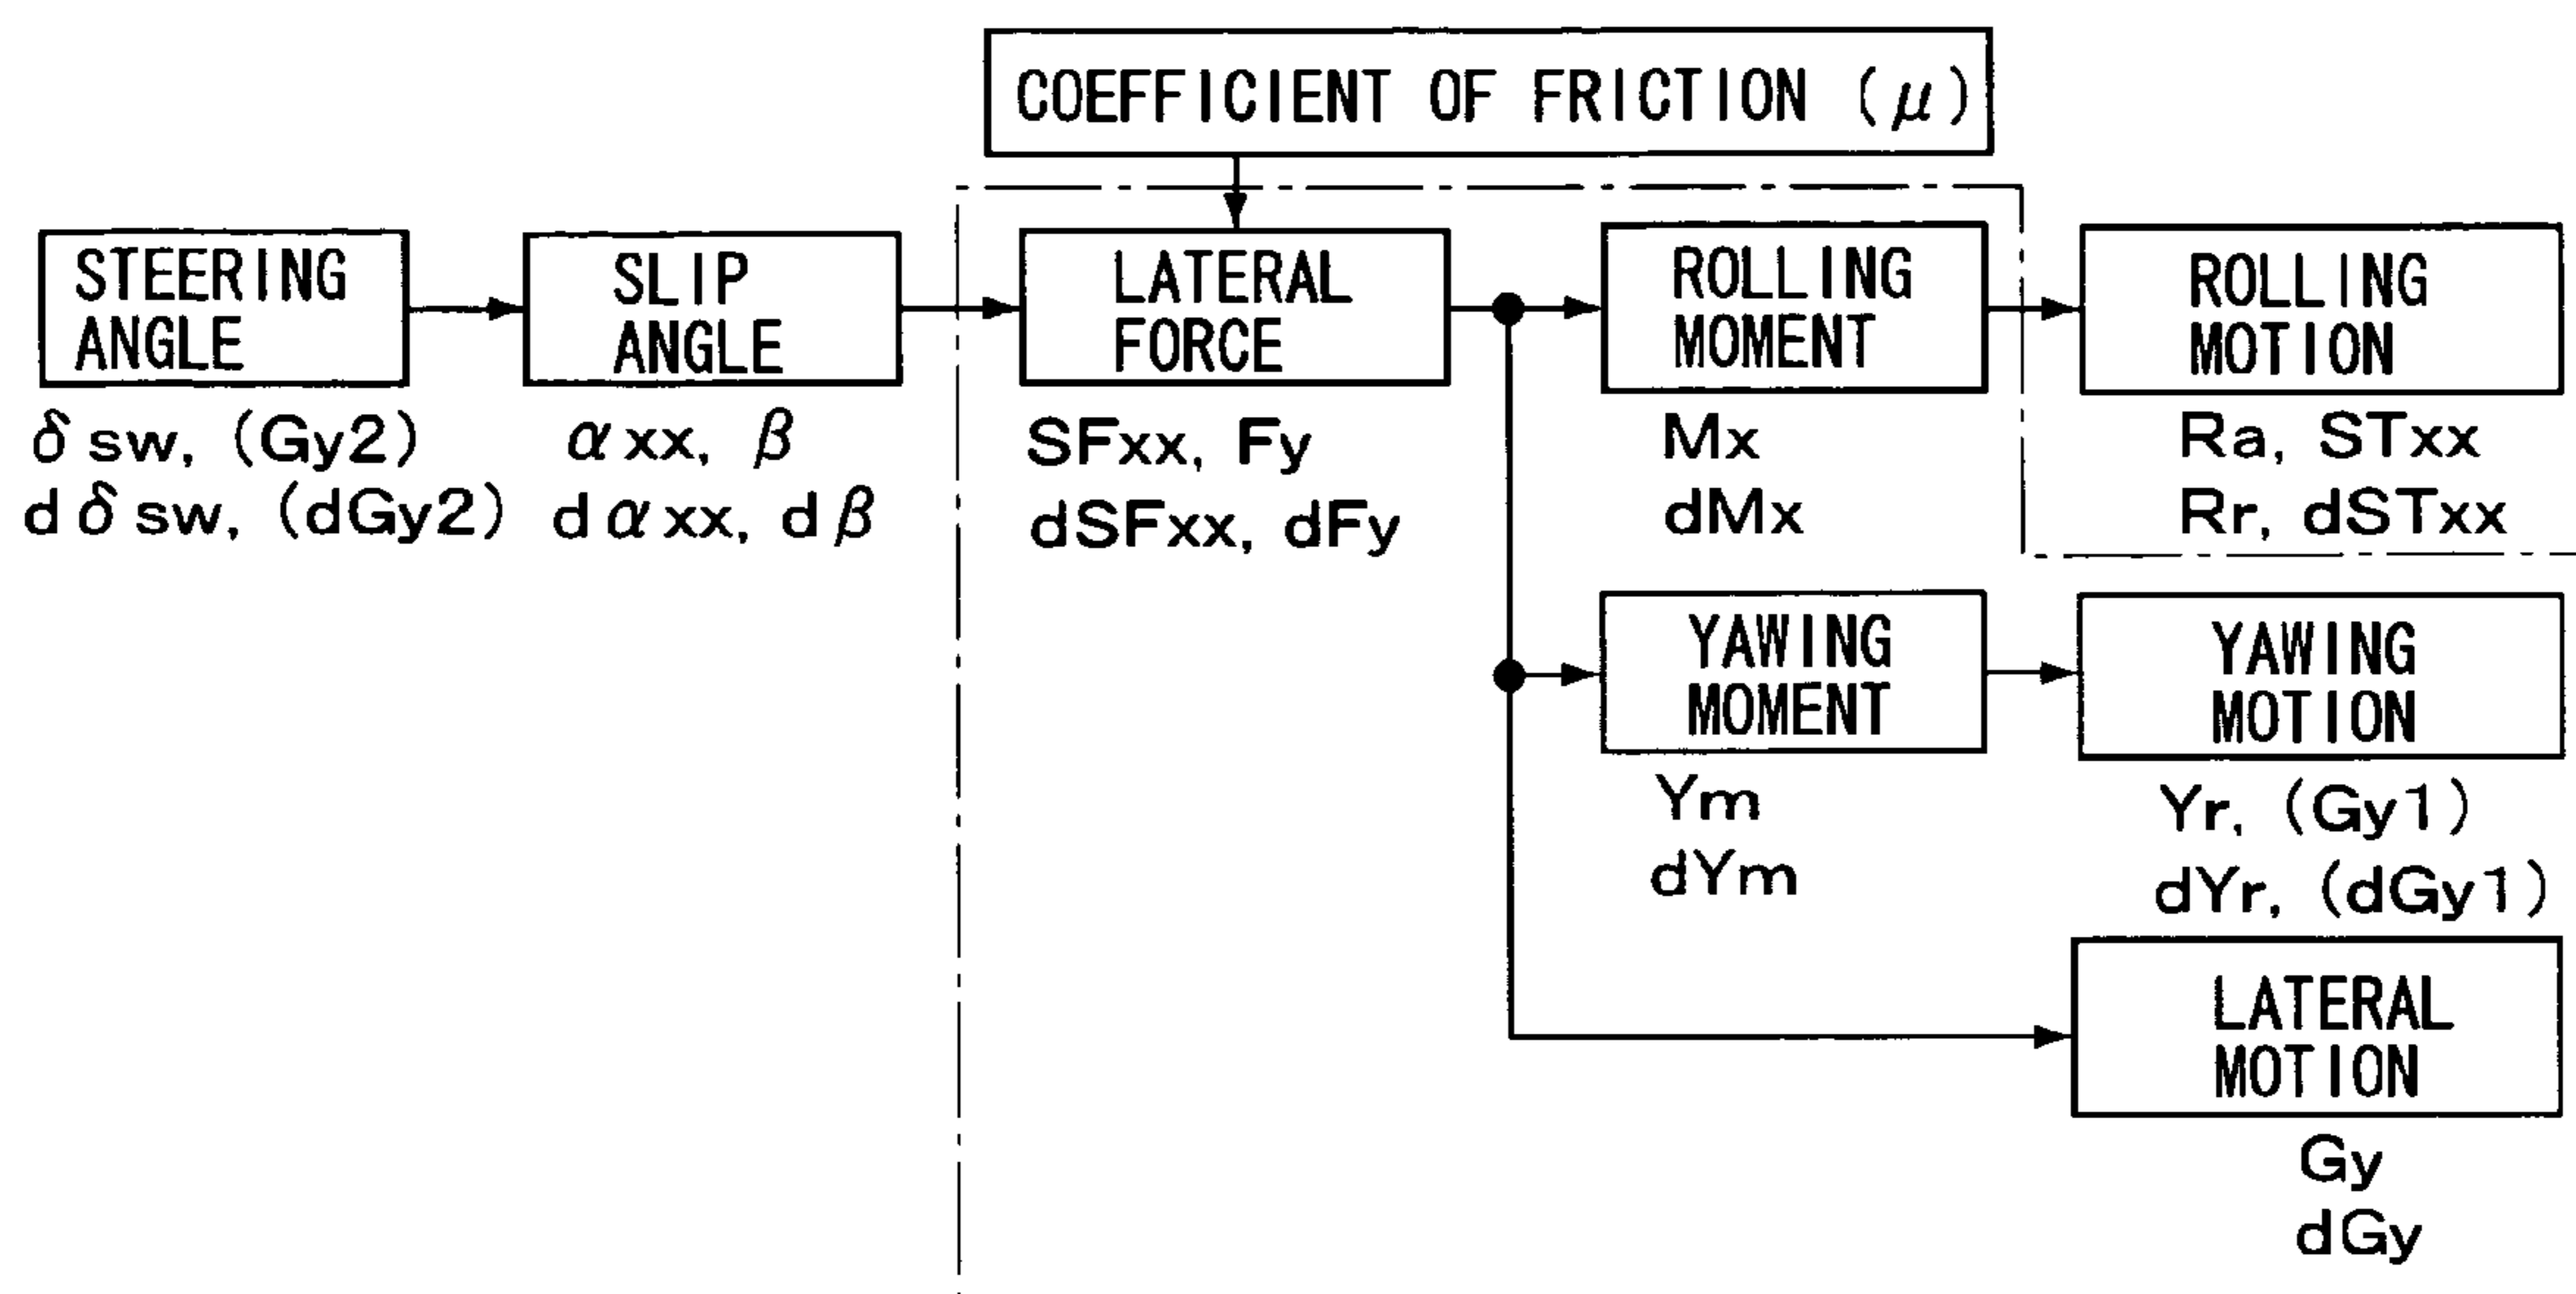 COEFFICIENT OF FRICTION (μ)
STEERING
ANGLE
δsw, (Gy2)
dδsw, (dGy2)
SLIP
ANGLE
αxx, β
dαxx, dβ
LATERAL
FORCE
SFxx, Fy
dSFxx, dFy
ROLLING
MOMENT
Mx
dMx
ROLLING
MOTION
Ra, STxx
Rr, dSTxx
YAWING
MOMENT
Ym
dYm
YAWING
MOTION
Yr, (Gy1)
dYr, (dGy1)
LATERAL
MOTION
Gy
dGy